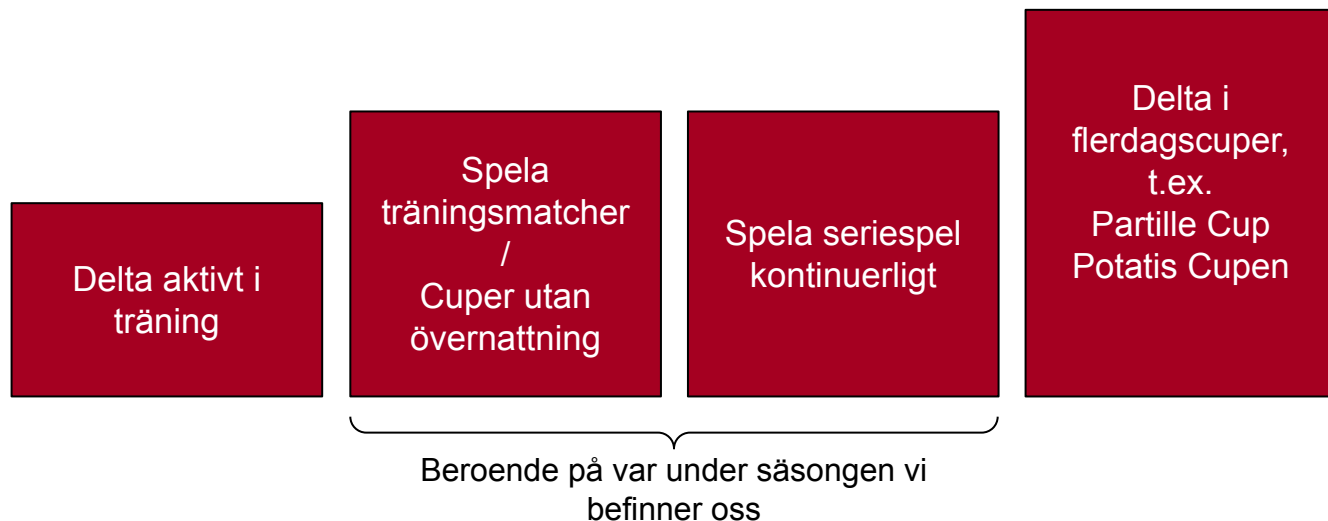 Delta aktivt i
träning
Spela
träningsmatcher
/
Cuper utan
övernattning
Spela seriespel
kontinuerligt
Delta i
flerdagscuper,
t.ex.
Partille Cup
Potatis Cupen
Beroende på var under säsongen vi
befinner oss